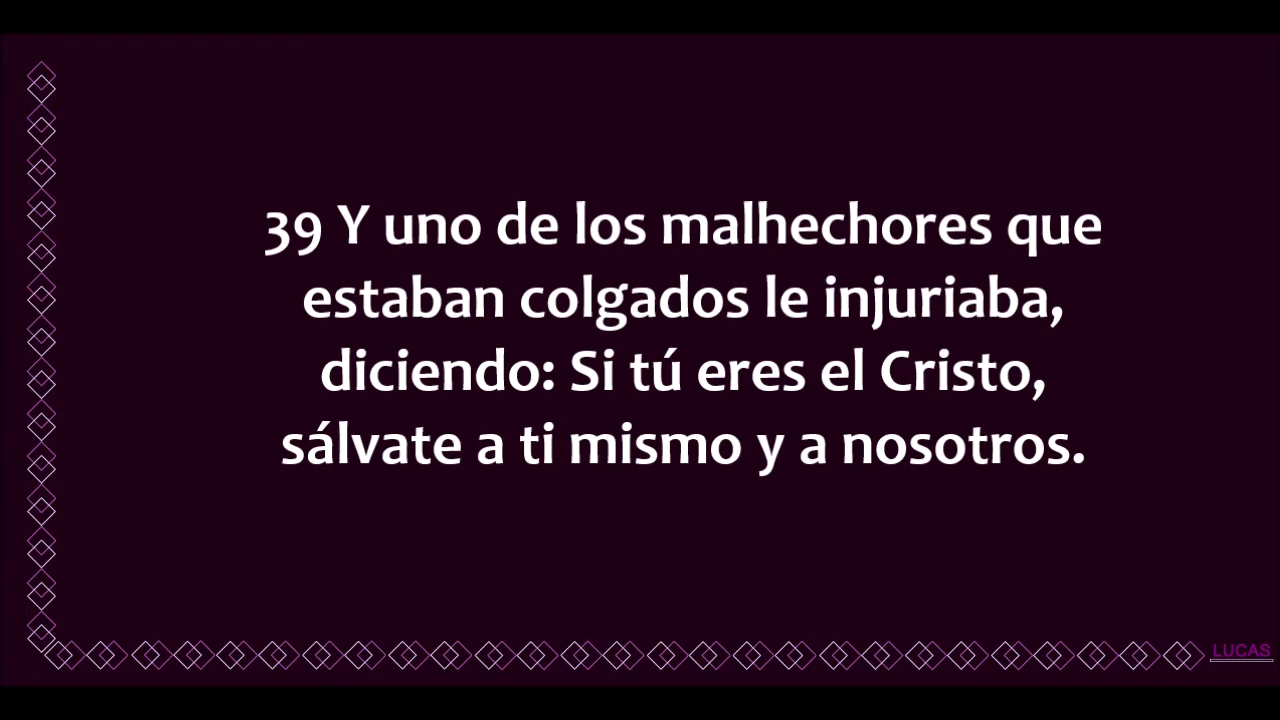 39 Y uno de los malhechores que
estaban colgados le injuriaba,
diciendo: Si tú eres el Cristo,
sálvate a ti mismo y a nosotros.
LUCAS